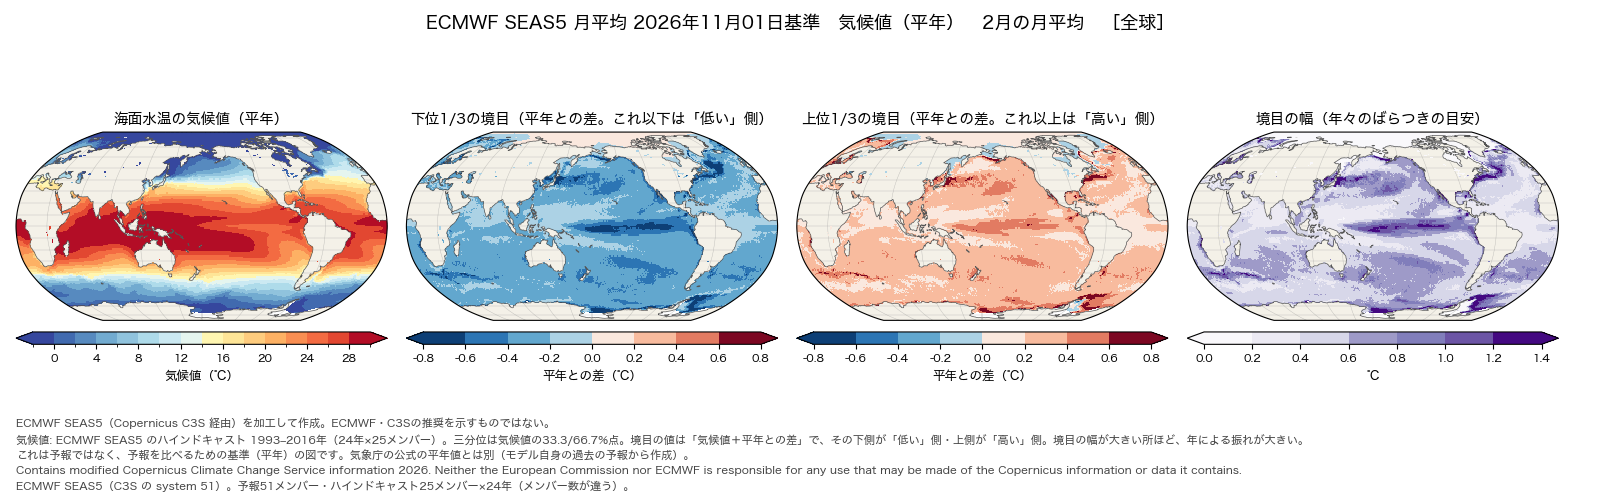 ECMWF SEAS5 月平均 2026年11月01日基準　気候値（平年）　2月の月平均　［全球］
海面水温の気候値（平年）
下位1/3の境目（平年との差。これ以下は「低い」側）
上位1/3の境目（平年との差。これ以上は「高い」側）
境目の幅（年々のばらつきの目安）
0 4 8 12 16 20 24 28
気候値（℃）
-0.8 -0.6 -0.4 -0.2 0.0 0.2 0.4 0.6 0.8
平年との差（℃）
-0.8 -0.6 -0.4 -0.2 0.0 0.2 0.4 0.6 0.8
平年との差（℃）
0.0 0.2 0.4 0.6 0.8 1.0 1.2 1.4
℃
ECMWF SEAS5（Copernicus C3S 経由）を加工して作成。ECMWF・C3Sの推奨を示すものではない。
気候値: ECMWF SEAS5 のハインドキャスト 1993–2016年（24年×25メンバー）。三分位は気候値の33.3/66.7%点。境目の値は「気候値＋平年との差」で、その下側が「低い」側・上側が「高い」側。境目の幅が大きい所ほど、年による振れが大きい。
これは予報ではなく、予報を比べるための基準（平年）の図です。気象庁の公式の平年値とは別（モデル自身の過去の予報から作成）。
Contains modified Copernicus Climate Change Service information 2026. Neither the European Commission nor ECMWF is responsible for any use that may be made of the Copernicus information or data it contains.
ECMWF SEAS5（C3S の system 51）。予報51メンバー・ハインドキャスト25メンバー×24年（メンバー数が違う）。